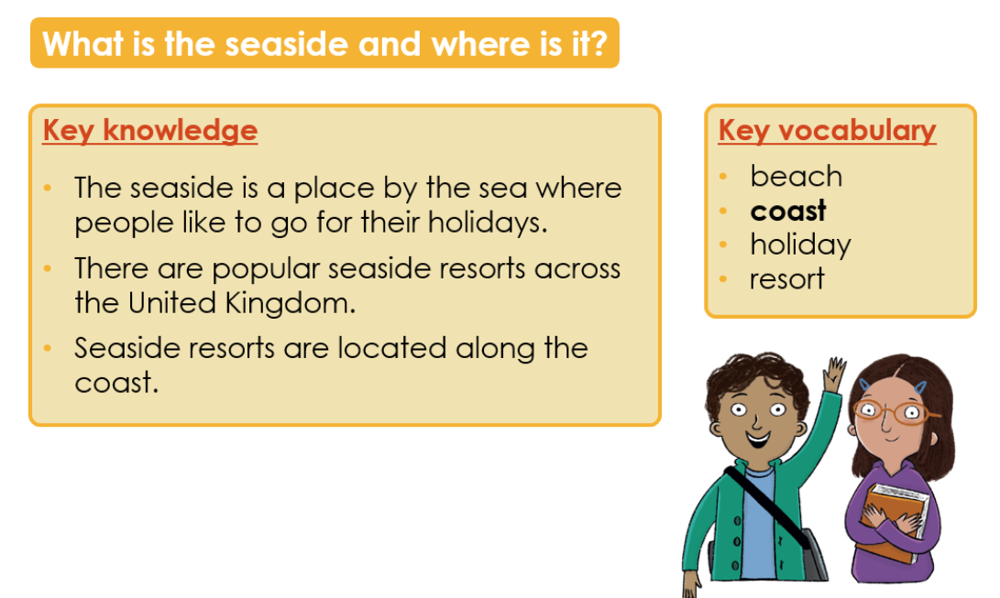 What is the seaside and where is it?
Key knowledge
• The seaside is a place by the sea where
people like to go for their holidays.
• There are popular seaside resorts across
the United Kingdom.
• Seaside resorts are located along the
coast.
Key vocabulary
• beach
• coast
• holiday
• resort